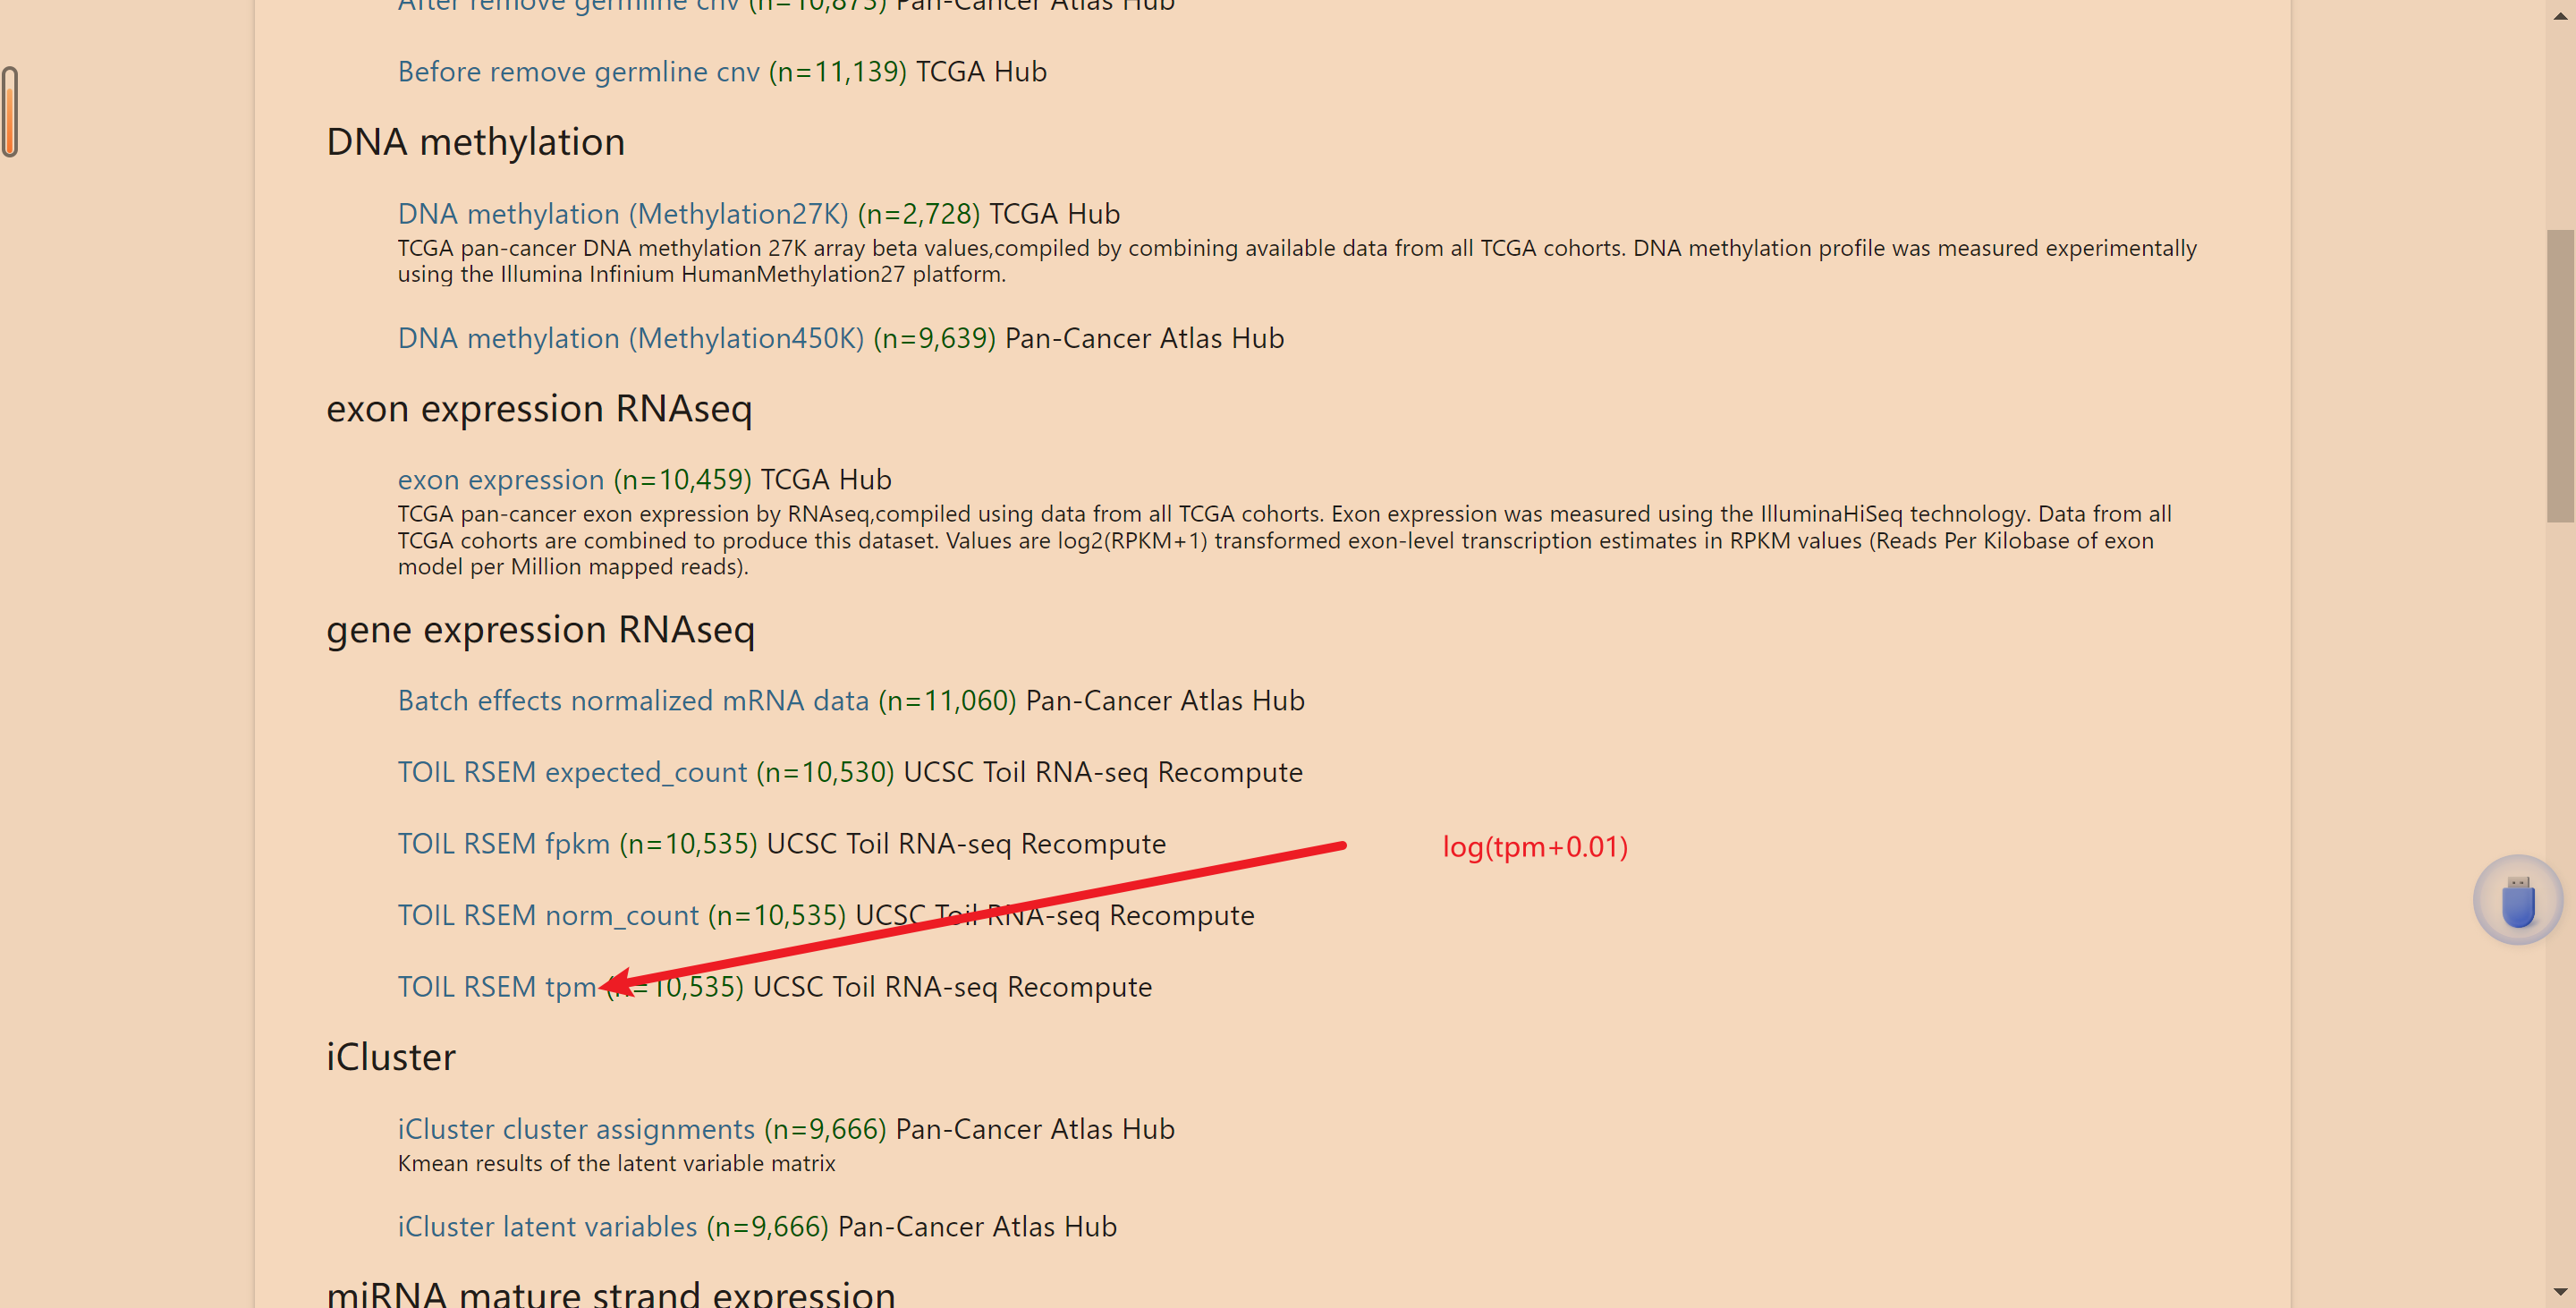 After remove germline cnv (n=10,873) Pan-Cancer Atlas Hub
Before remove germline cnv (n=11,139) TCGA Hub
DNA methylation
DNA methylation (Methylation27K) (n=2,728) TCGA Hub
TCGA pan-cancer DNA methylation 27K array beta values,compiled by combining available data from all TCGA cohorts. DNA methylation profile was measured experimentally
using the Illumina Infinium HumanMethylation27 platform.
DNA methylation (Methylation450K) (n=9,639) Pan-Cancer Atlas Hub
exon expression RNAseq
exon expression (n=10,459) TCGA Hub
TCGA pan-cancer exon expression by RNAseq,compiled using data from all TCGA cohorts. Exon expression was measured using the IlluminaHiSeq technology. Data from all
TCGA cohorts are combined to produce this dataset. Values are log2(RPKM+1) transformed exon-level transcription estimates in RPKM values (Reads Per Kilobase of exon
model per Million mapped reads).
gene expression RNAseq
Batch effects normalized mRNA data (n=11,060) Pan-Cancer Atlas Hub
TOIL RSEM expected_count (n=10,530) UCSC Toil RNA-seq Recompute
TOIL RSEM fpkm (n=10,535) UCSC Toil RNA-seq Recompute
log(tpm+0.01)
TOIL RSEM norm_count (n=10,535) UCSC Toil RNA-seq Recompute
TOIL RSEM tpm (n=10,535) UCSC Toil RNA-seq Recompute
iCluster
iCluster cluster assignments (n=9,666) Pan-Cancer Atlas Hub
Kmean results of the latent variable matrix
iCluster latent variables (n=9,666) Pan-Cancer Atlas Hub
miRNA mature strand expression